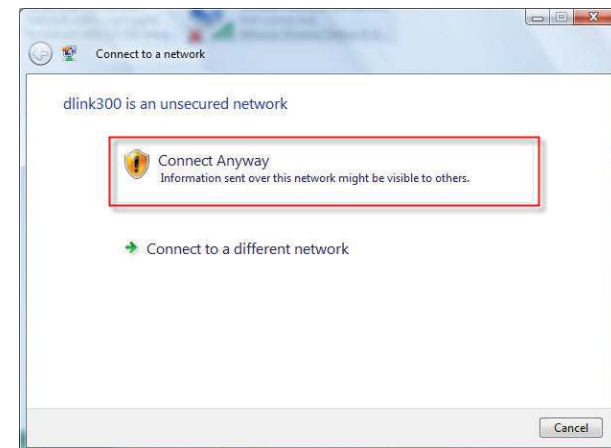 Connect to a network
dlink300 is an unsecured network
Connect Anyway
Information sent over this network might be visible to others.
Connect to a different network
Cancel